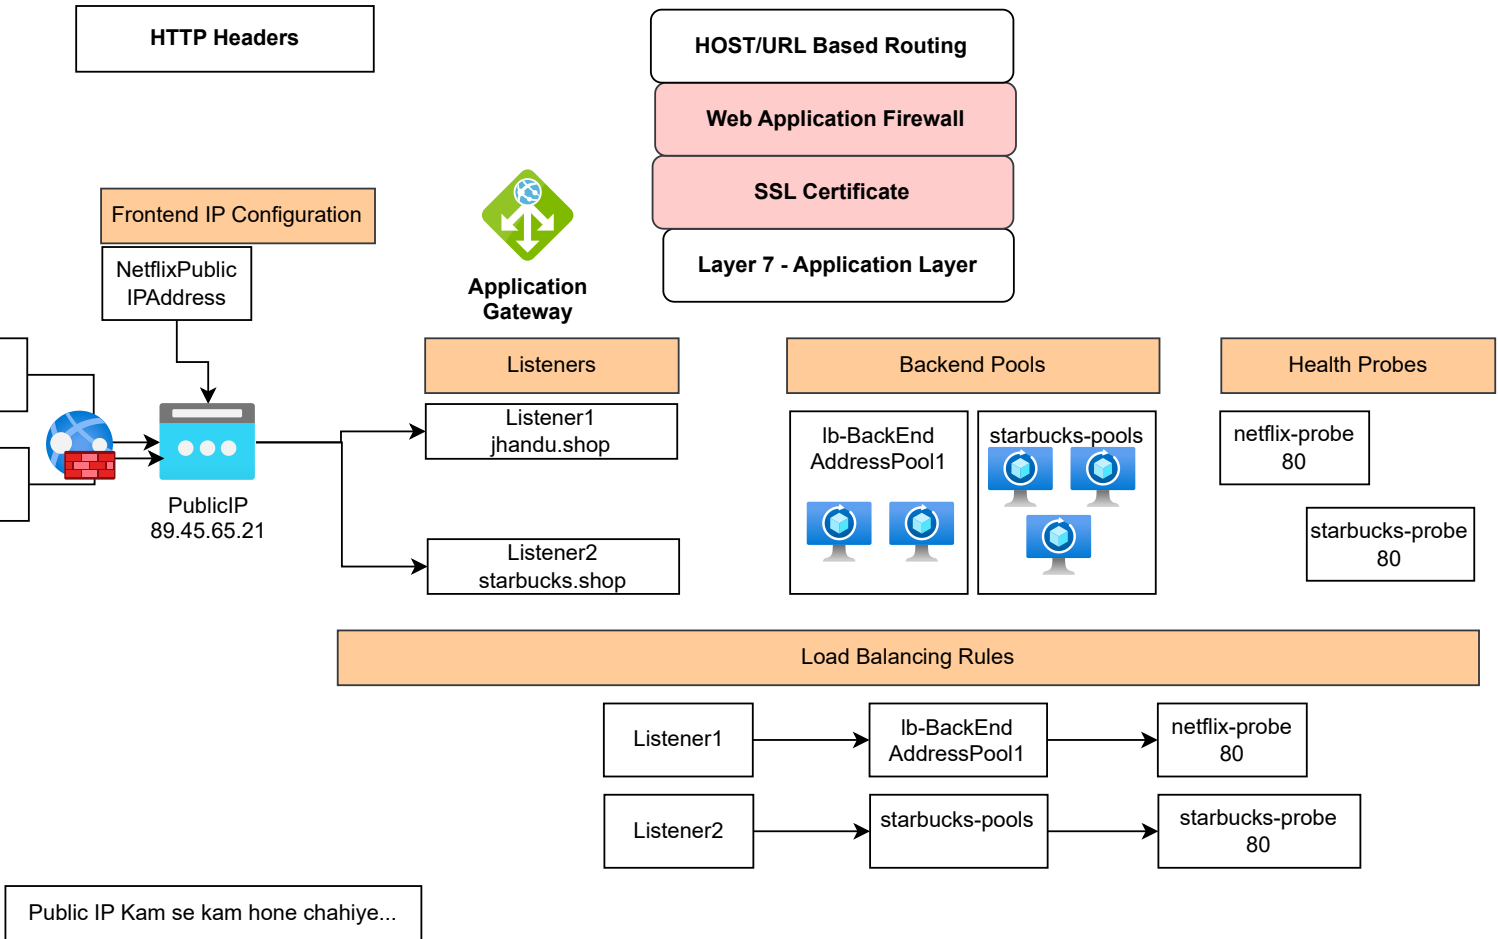 HTTP Headers
HOST/URL Based Routing
Web Application Firewall
SSL Certificate
Layer 7 - Application Layer
Frontend IP Configuration
NetflixPublic
IPAddress
Application
Gateway
PublicIP
89.45.65.21
Listeners
Listener1
jhandu.shop
Listener2
starbucks.shop
Backend Pools
lb-BackEnd
AddressPool1
starbucks-pools
Health Probes
netflix-probe
80
starbucks-probe
80
Load Balancing Rules
Listener1
lb-BackEnd
AddressPool1
netflix-probe
80
Listener2
starbucks-pools
starbucks-probe
80
Public IP Kam se kam hone chahiye...